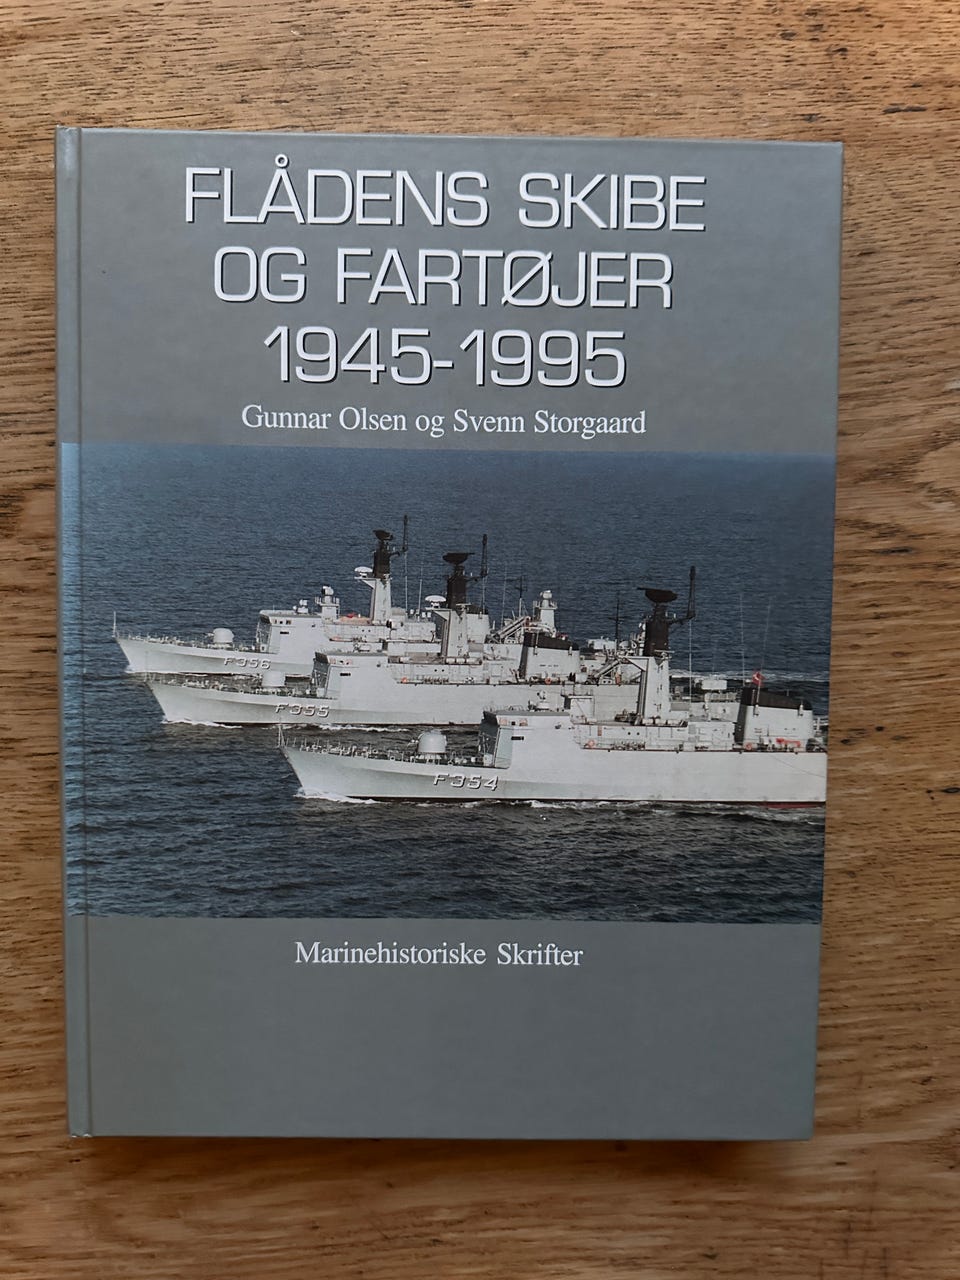 FLÅDENS SKIBE
OG FARTØJER
1945-1995
Gunnar Olsen og Svenn Storgaard
F356
F355
F354
Marinehistoriske Skrifter